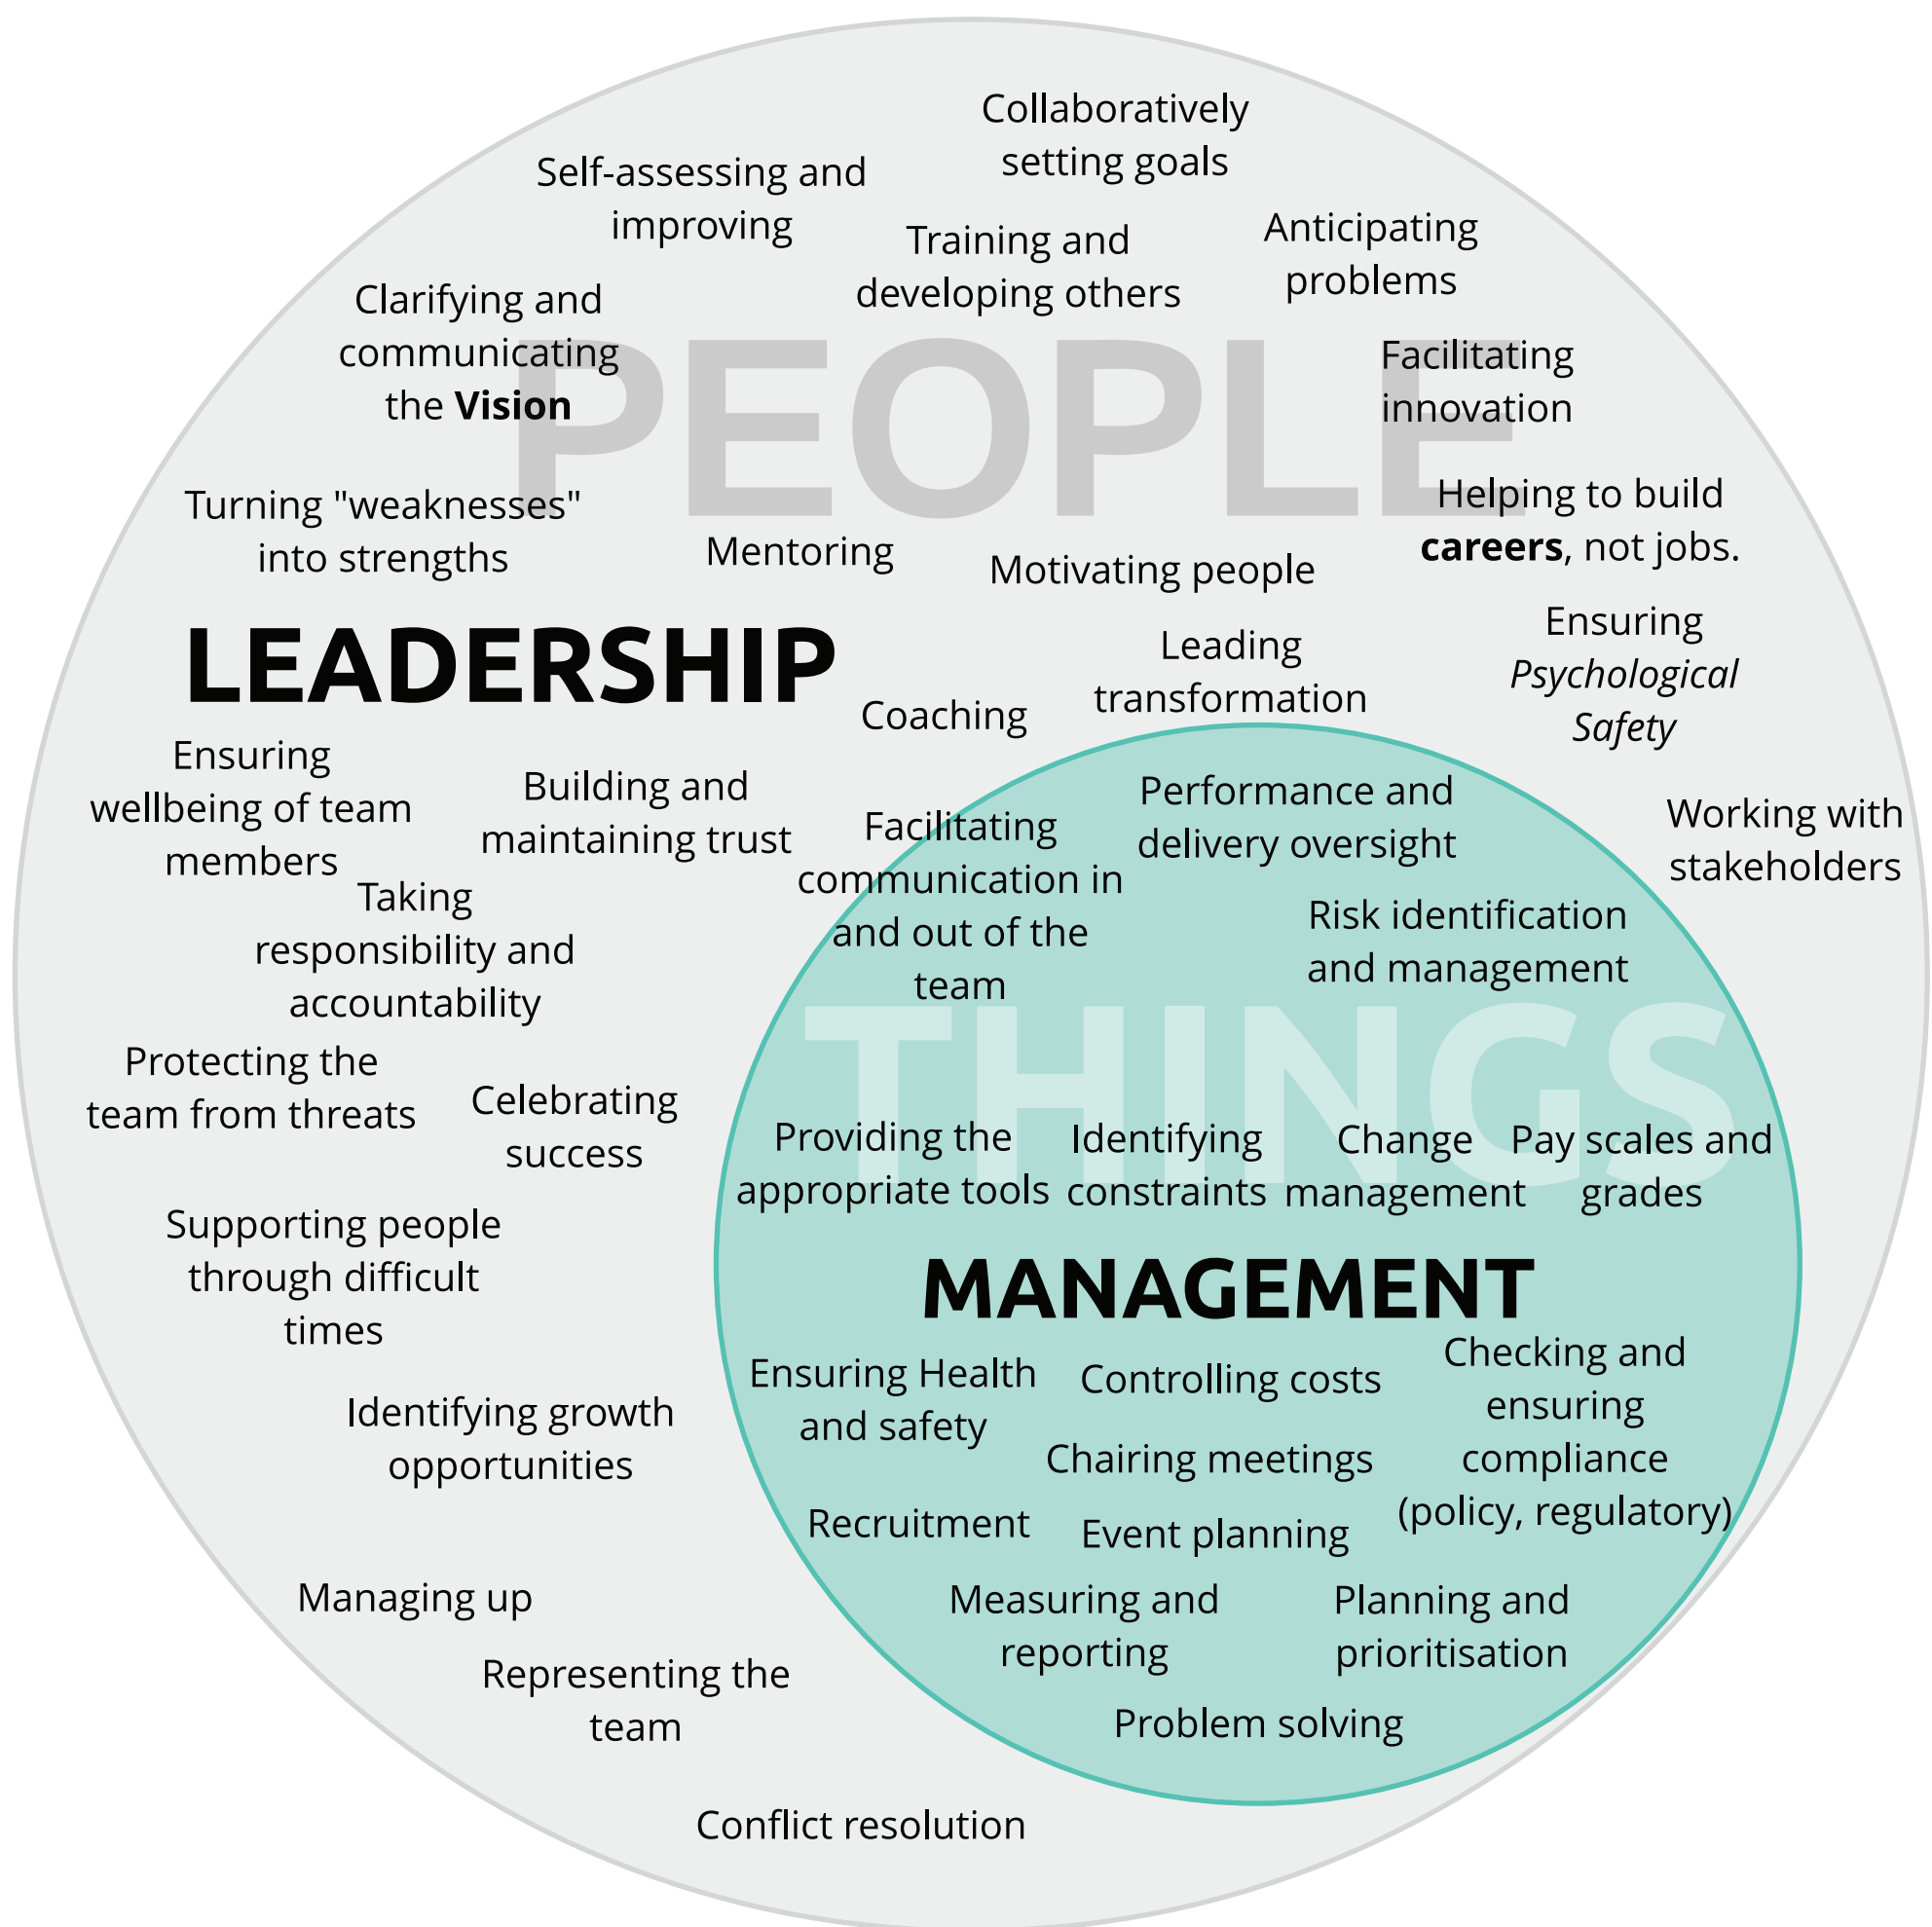 Collaboratively
setting goals
Self-assessing and
improving
Training and
developing others
Anticipating
problems
Clarifying and
communicating
the Vision
PEOPLE
Facilitating
innovation
Turning "weaknesses"
into strengths
Mentoring
Motivating people
Helping to build
careers, not jobs.
LEADERSHIP
Leading
transformation
Ensuring
Psychological
Safety
Coaching
Ensuring
wellbeing of team
members
Building and
maintaining trust
Facilitating
communication in
and out of the
team
Performance and
delivery oversight
Working with
stakeholders
Taking
responsibility and
accountability
Risk identification
and management
THINGS
Protecting the
team from threats
Celebrating
success
Providing the
appropriate tools
Identifying
constraints
Change
management
Pay scales and
grades
Supporting people
through difficult
times
MANAGEMENT
Ensuring Health
and safety
Controlling costs
Checking and
ensuring
compliance
(policy, regulatory)
Identifying growth
opportunities
Chairing meetings
Recruitment
Event planning
Managing up
Measuring and
reporting
Planning and
prioritisation
Representing the
team
Problem solving
Conflict resolution